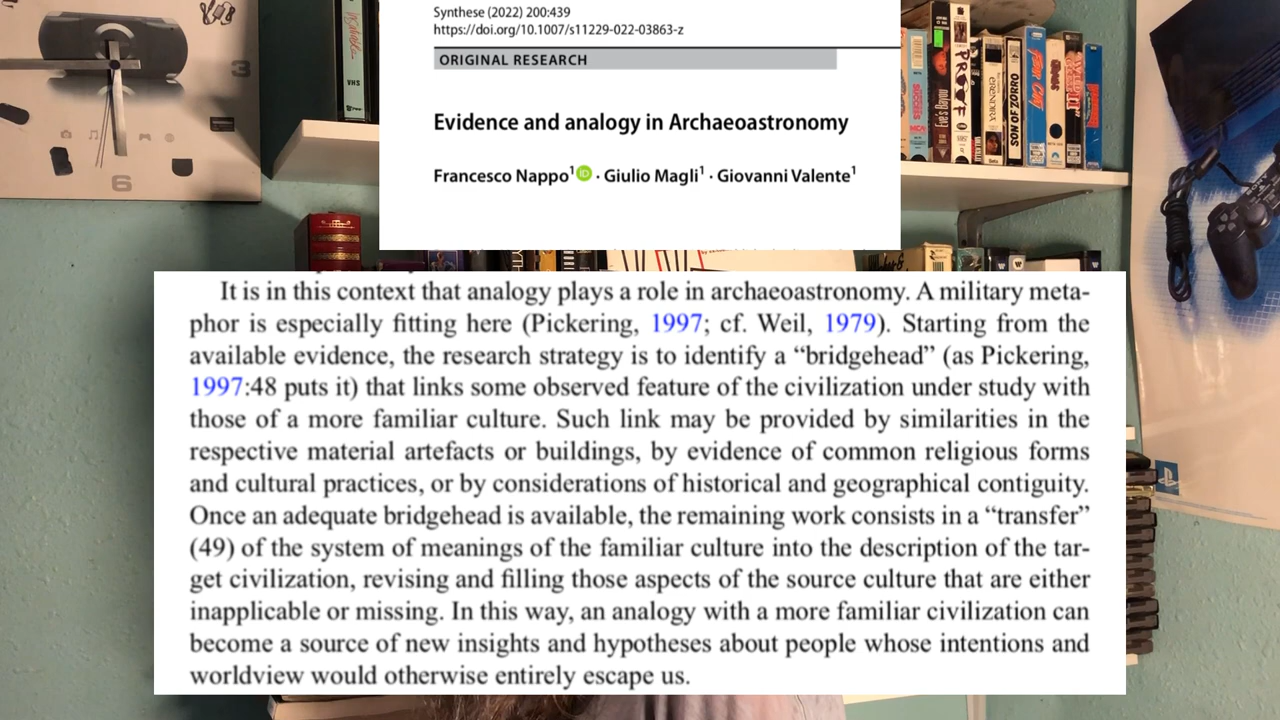 Synthese (2022) 200:439
https://doi.org/10.1007/s11229-022-03863-z
ORIGINAL RESEARCH
Evidence and analogy in Archaeoastronomy
Francesco Nappo¹ · Giulio Magli¹ · Giovanni Valente¹
It is in this context that analogy plays a role in archaeoastronomy. A military meta-
phor is especially fitting here (Pickering, 1997; cf. Weil, 1979). Starting from the
available evidence, the research strategy is to identify a “bridgehead” (as Pickering,
1997:48 puts it) that links some observed feature of the civilization under study with
those of a more familiar culture. Such link may be provided by similarities in the
respective material artefacts or buildings, by evidence of common religious forms
and cultural practices, or by considerations of historical and geographical contiguity.
Once an adequate bridgehead is available, the remaining work consists in a “transfer”
(49) of the system of meanings of the familiar culture into the description of the tar-
get civilization, revising and filling those aspects of the source culture that are either
inapplicable or missing. In this way, an analogy with a more familiar civilization can
become a source of new insights and hypotheses about people whose intentions and
worldview would otherwise entirely escape us.
3
6
VHS
SUCCESS
MCA
Eve's Bayou
PROOF
ERENDIRA
SON OF ZORRO